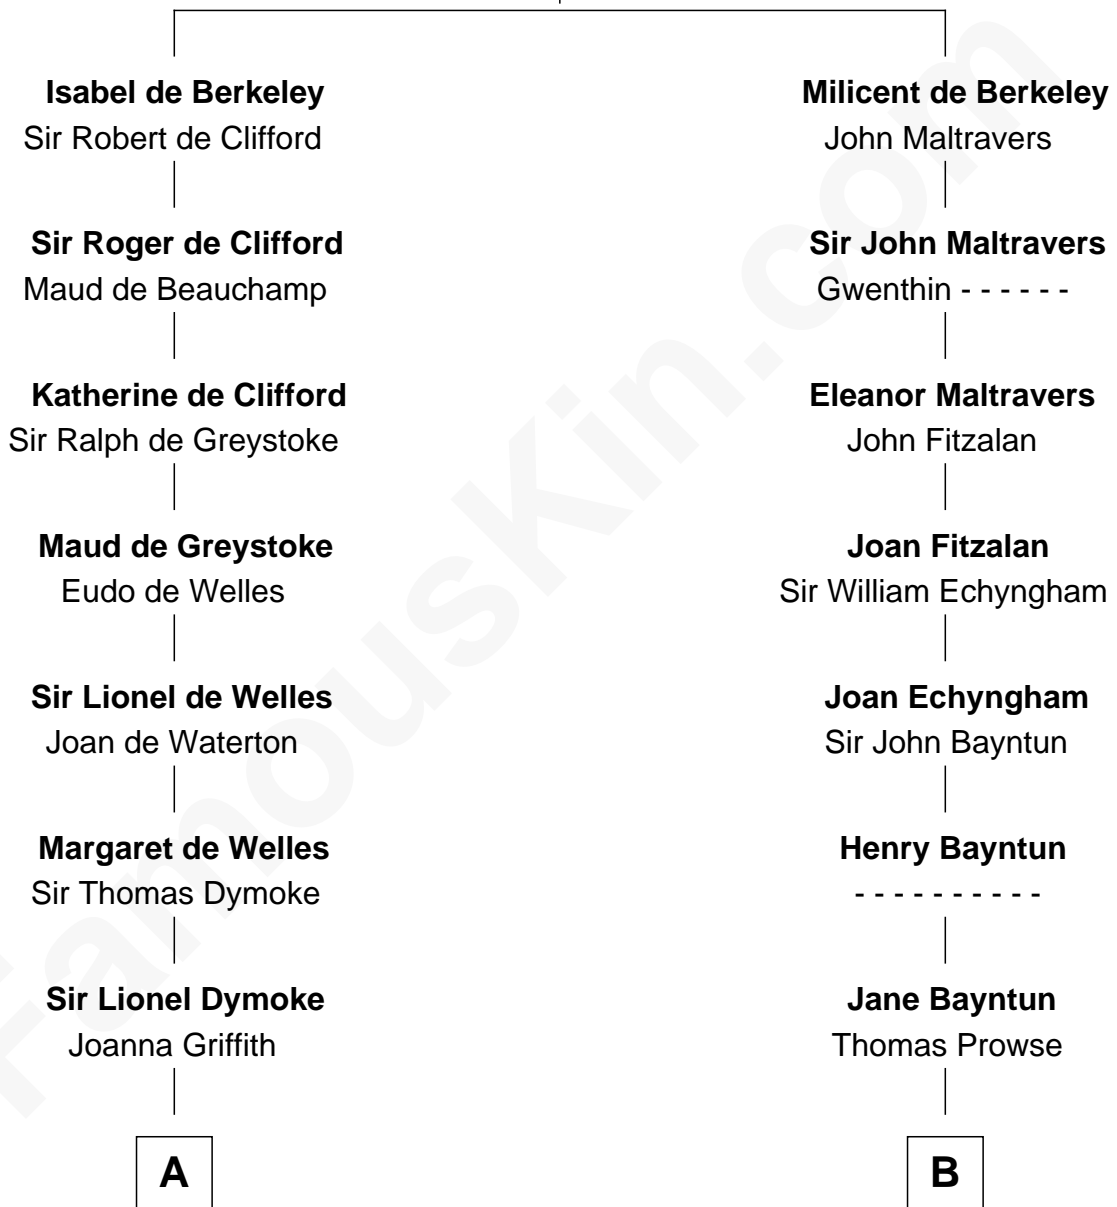 Isabel de Berkeley
Sir Robert de Clifford
Sir Roger de Clifford
Maud de Beauchamp
Katherine de Clifford
Sir Ralph de Greystoke
Maud de Greystoke
Eudo de Welles
Sir Lionel de Welles
Joan de Waterton
Margaret de Welles
Sir Thomas Dymoke
Sir Lionel Dymoke
Joanna Griffith
A
Milicent de Berkeley
John Maltravers
Sir John Maltravers
Gwenthin - - - - - -
Eleanor Maltravers
John Fitzalan
Joan Fitzalan
Sir William Echyngham
Joan Echyngham
Sir John Bayntun
Henry Bayntun
- - - - - - - - - -
Jane Bayntun
Thomas Prowse
B
FamousKin.com